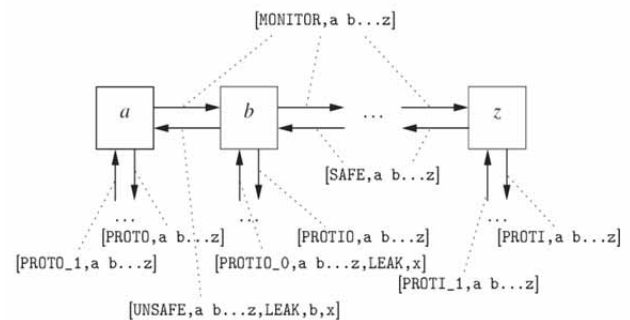 [MONITOR,a b...z]
a b ... z
[SAFE,a b...z]
... ... ...
[PROTO,a b...z] [PROTIO,a b...z] [PROTI,a b...z]
[PROTO_1,a b...z] [PROTIO_0,a b...z,LEAK,x]
[PROTI_1,a b...z]
[UNSAFE,a b...z,LEAK,b,x]